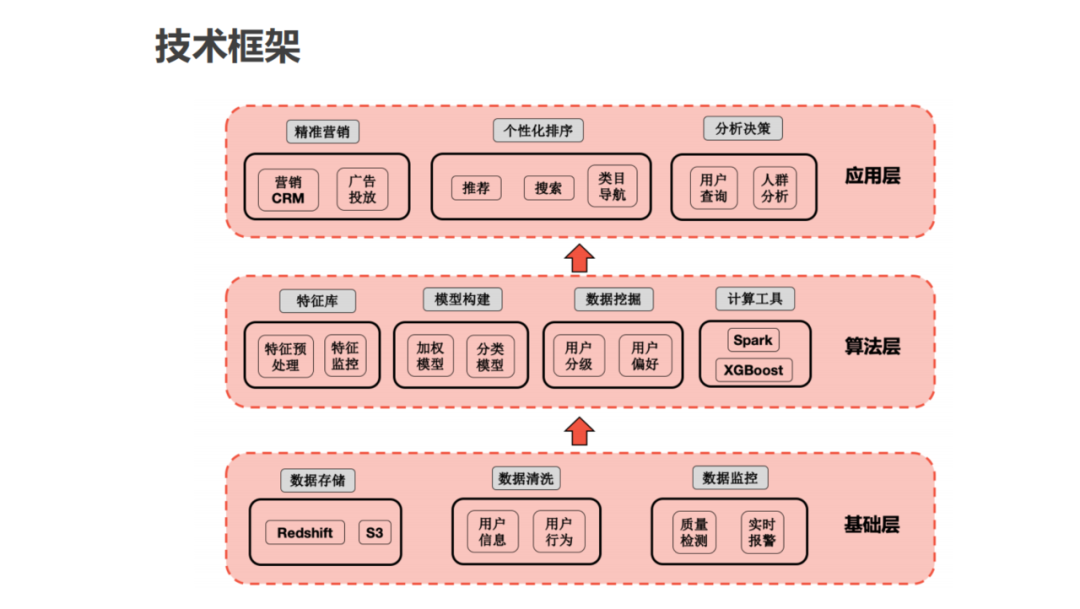 技术框架
精准营销
个性化排序
分析决策
营销
CRM
广告
投放
推荐
搜索
类目
导航
用户
查询
人群
分析
应用层
特征库
模型构建
数据挖掘
计算工具
特征预
处理
特征
监控
加权
模型
分类
模型
用户
分级
用户
偏好
Spark
XGBoost
算法层
数据存储
数据清洗
数据监控
Redshift
S3
用户
信息
用户
行为
质量
检测
实时
报警
基础层